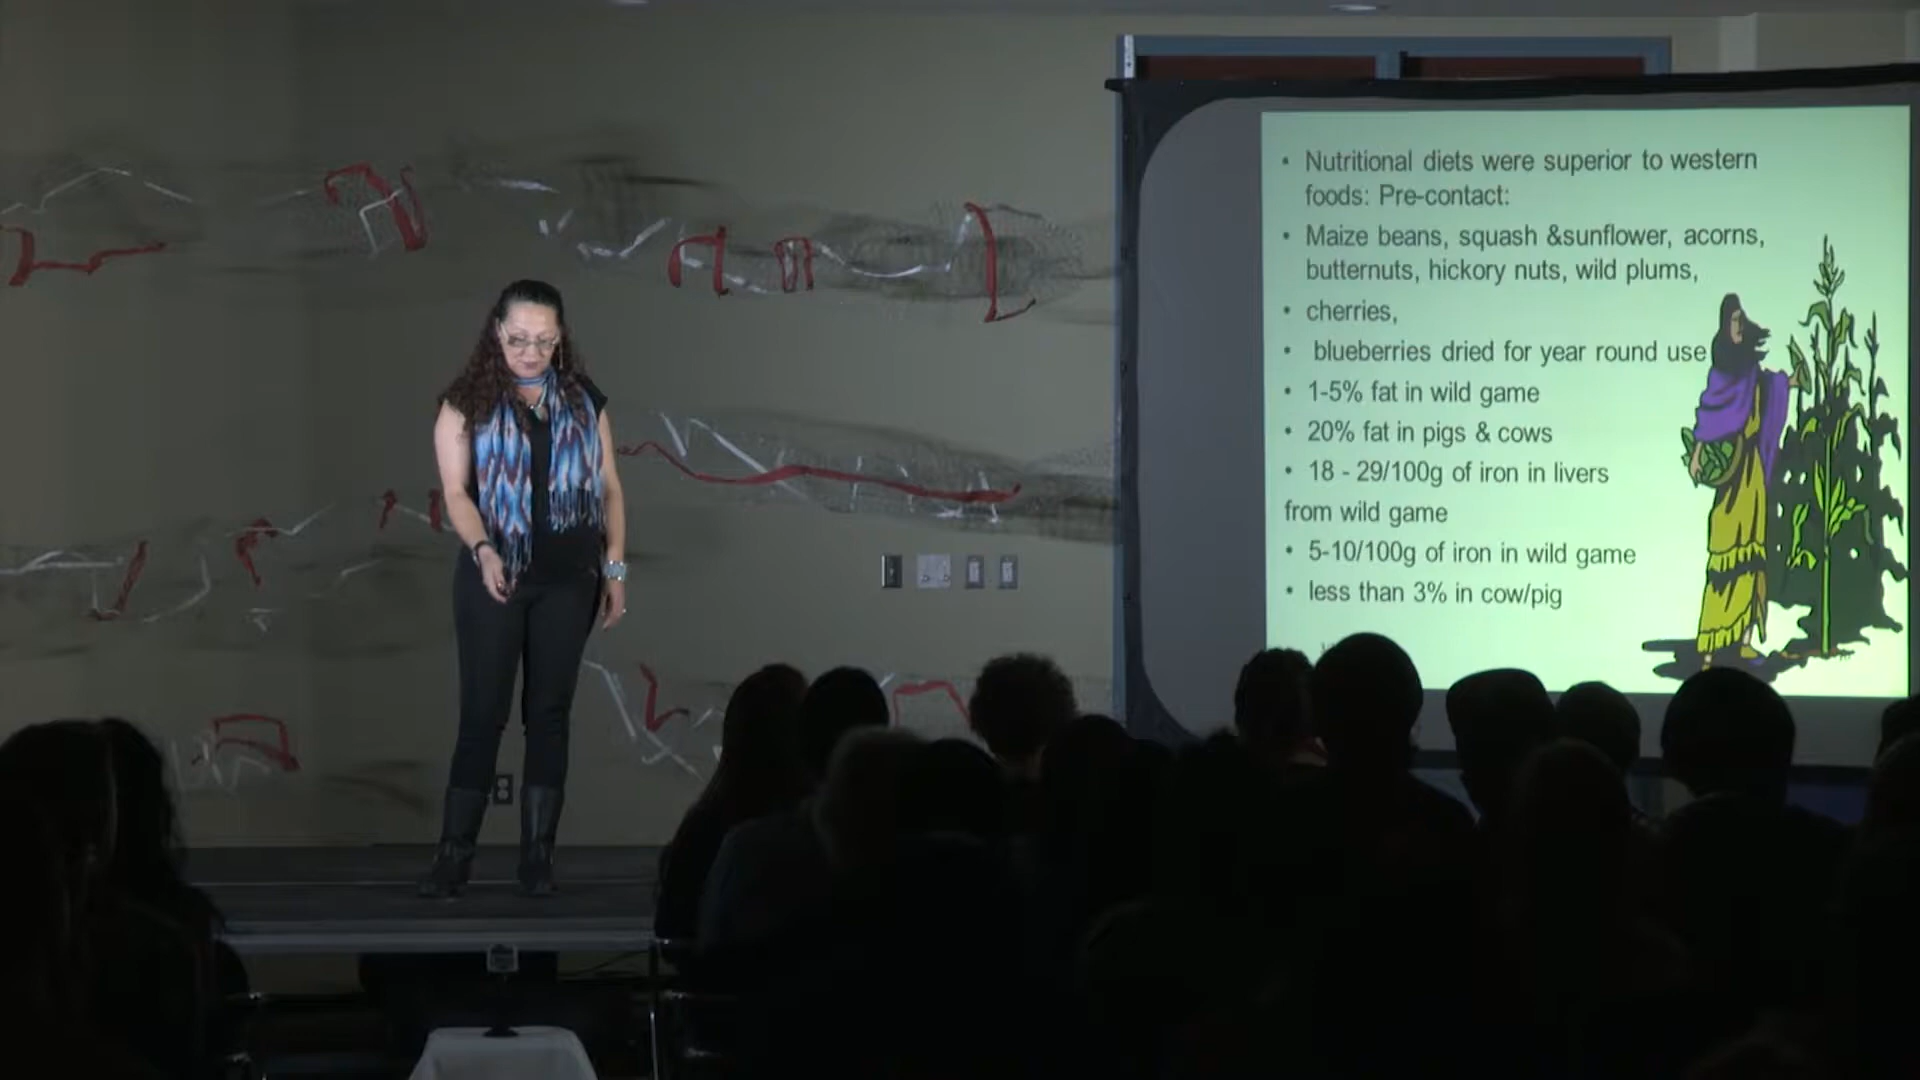 • Nutritional diets were superior to western
foods: Pre-contact:
• Maize beans, squash &sunflower, acorns,
butternuts, hickory nuts, wild plums,
• cherries,
• blueberries dried for year round use
• 1-5% fat in wild game
• 20% fat in pigs & cows
• 18 - 29/100g of iron in livers
from wild game
• 5-10/100g of iron in wild game
• less than 3% in cow/pig